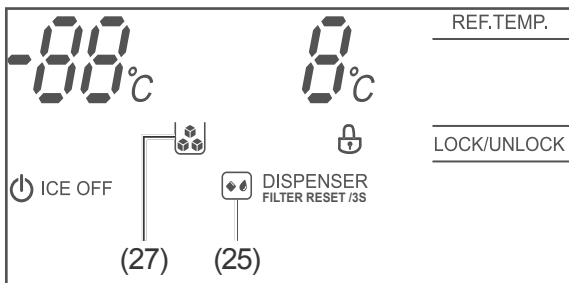 REF.TEMP.
-88°C 8°C
LOCK/UNLOCK
ICE OFF DISPENSER
FILTER RESET /3S
(27) (25)